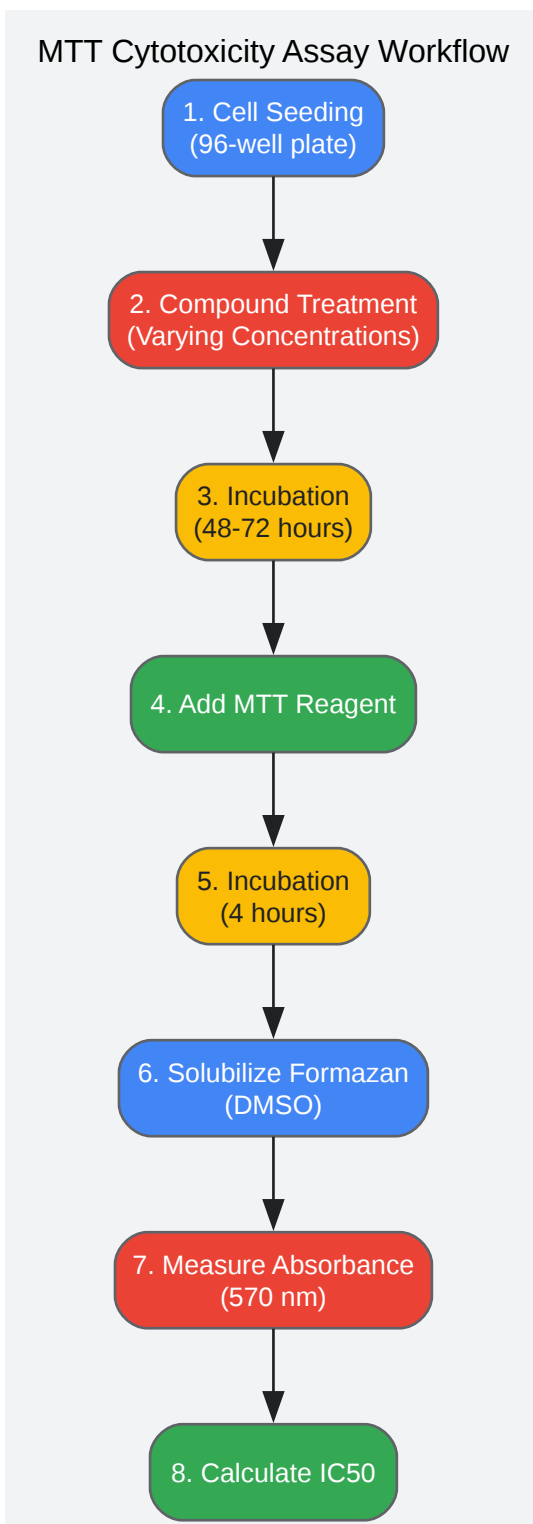 MTT Cytotoxicity Assay Workflow
1. Cell Seeding
(96-well plate)
2. Compound Treatment
(Varying Concentrations)
3. Incubation
(48-72 hours)
4. Add MTT Reagent
5. Incubation
(4 hours)
6. Solubilize Formazan
(DMSO)
7. Measure Absorbance
(570 nm)
8. Calculate IC50